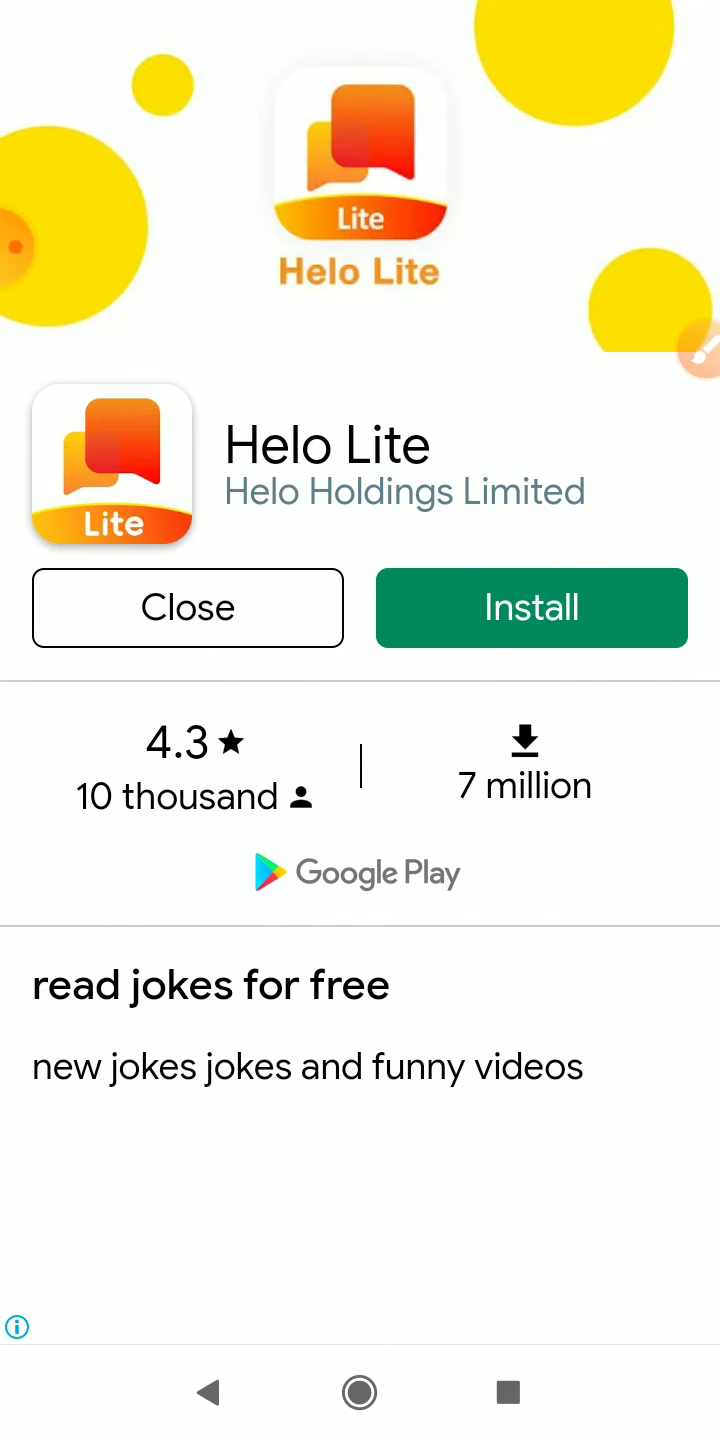 Lite
Helo Lite
Lite
Helo Lite
Helo Holdings Limited
Close
Install
4.3
10 thousand
7 million
Google Play
read jokes for free
new jokes jokes and funny videos